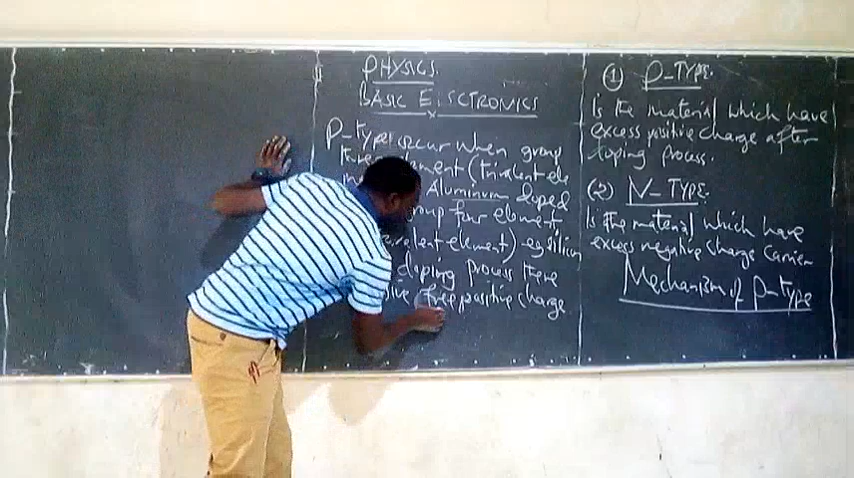 PHYSICS.
BASIC ELECTRONICS
P-type occur when group
three element (trivalent ele
Aluminum doped
group four element
element) eg silicon
doping process there
free positive charge
(1) P-TYPE.
Is the material which have
excess positive charge after
doping process.
(2) N-TYPE.
Is the material which have
excess negative charge carrier
Mechanism of p-type